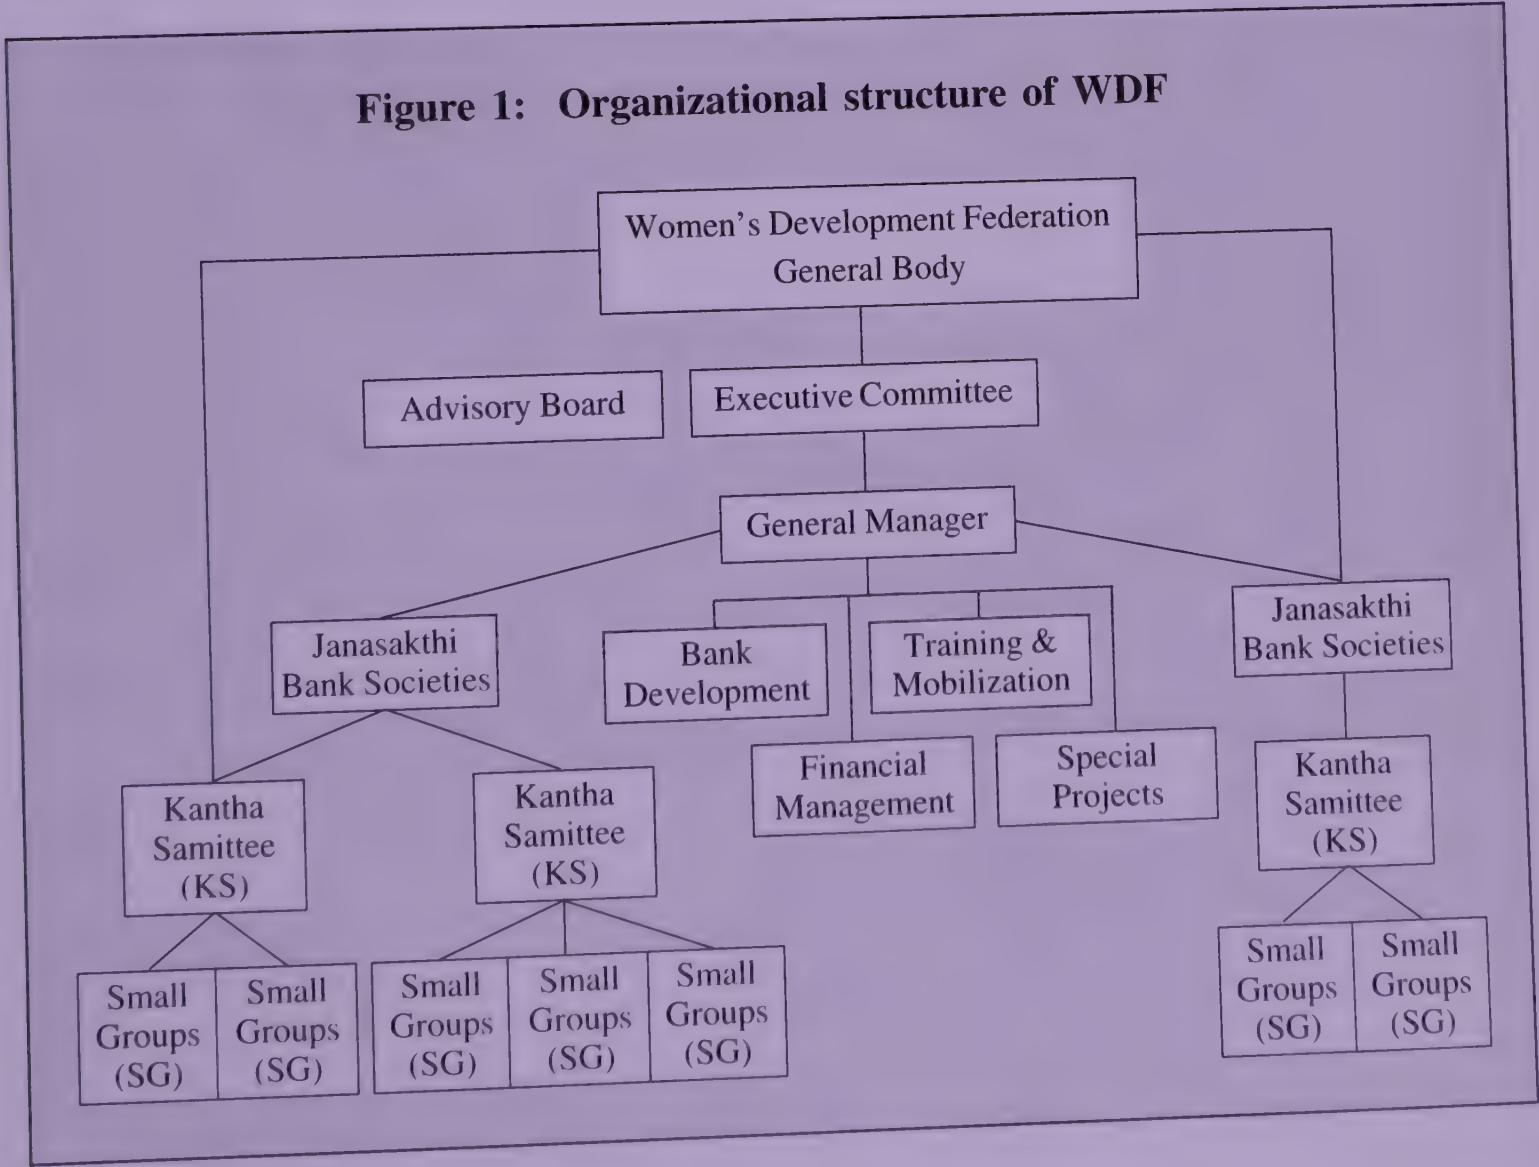 Figure 1: Organizational structure of WDF
Women's Development Federation
General Body
Advisory Board
Executive Committee
General Manager
Janasakthi
Bank Societies
Bank
Development
Training &
Mobilization
Janasakthi
Bank Societies
Financial
Management
Special
Projects
Kantha
Samittee
(KS)
Kantha
Samittee
(KS)
Kantha
Samittee
(KS)
Small
Groups
(SG)
Small
Groups
(SG)
Small
Groups
(SG)
Small
Groups
(SG)
Small
Groups
(SG)
Small
Groups
(SG)
Small
Groups
(SG)